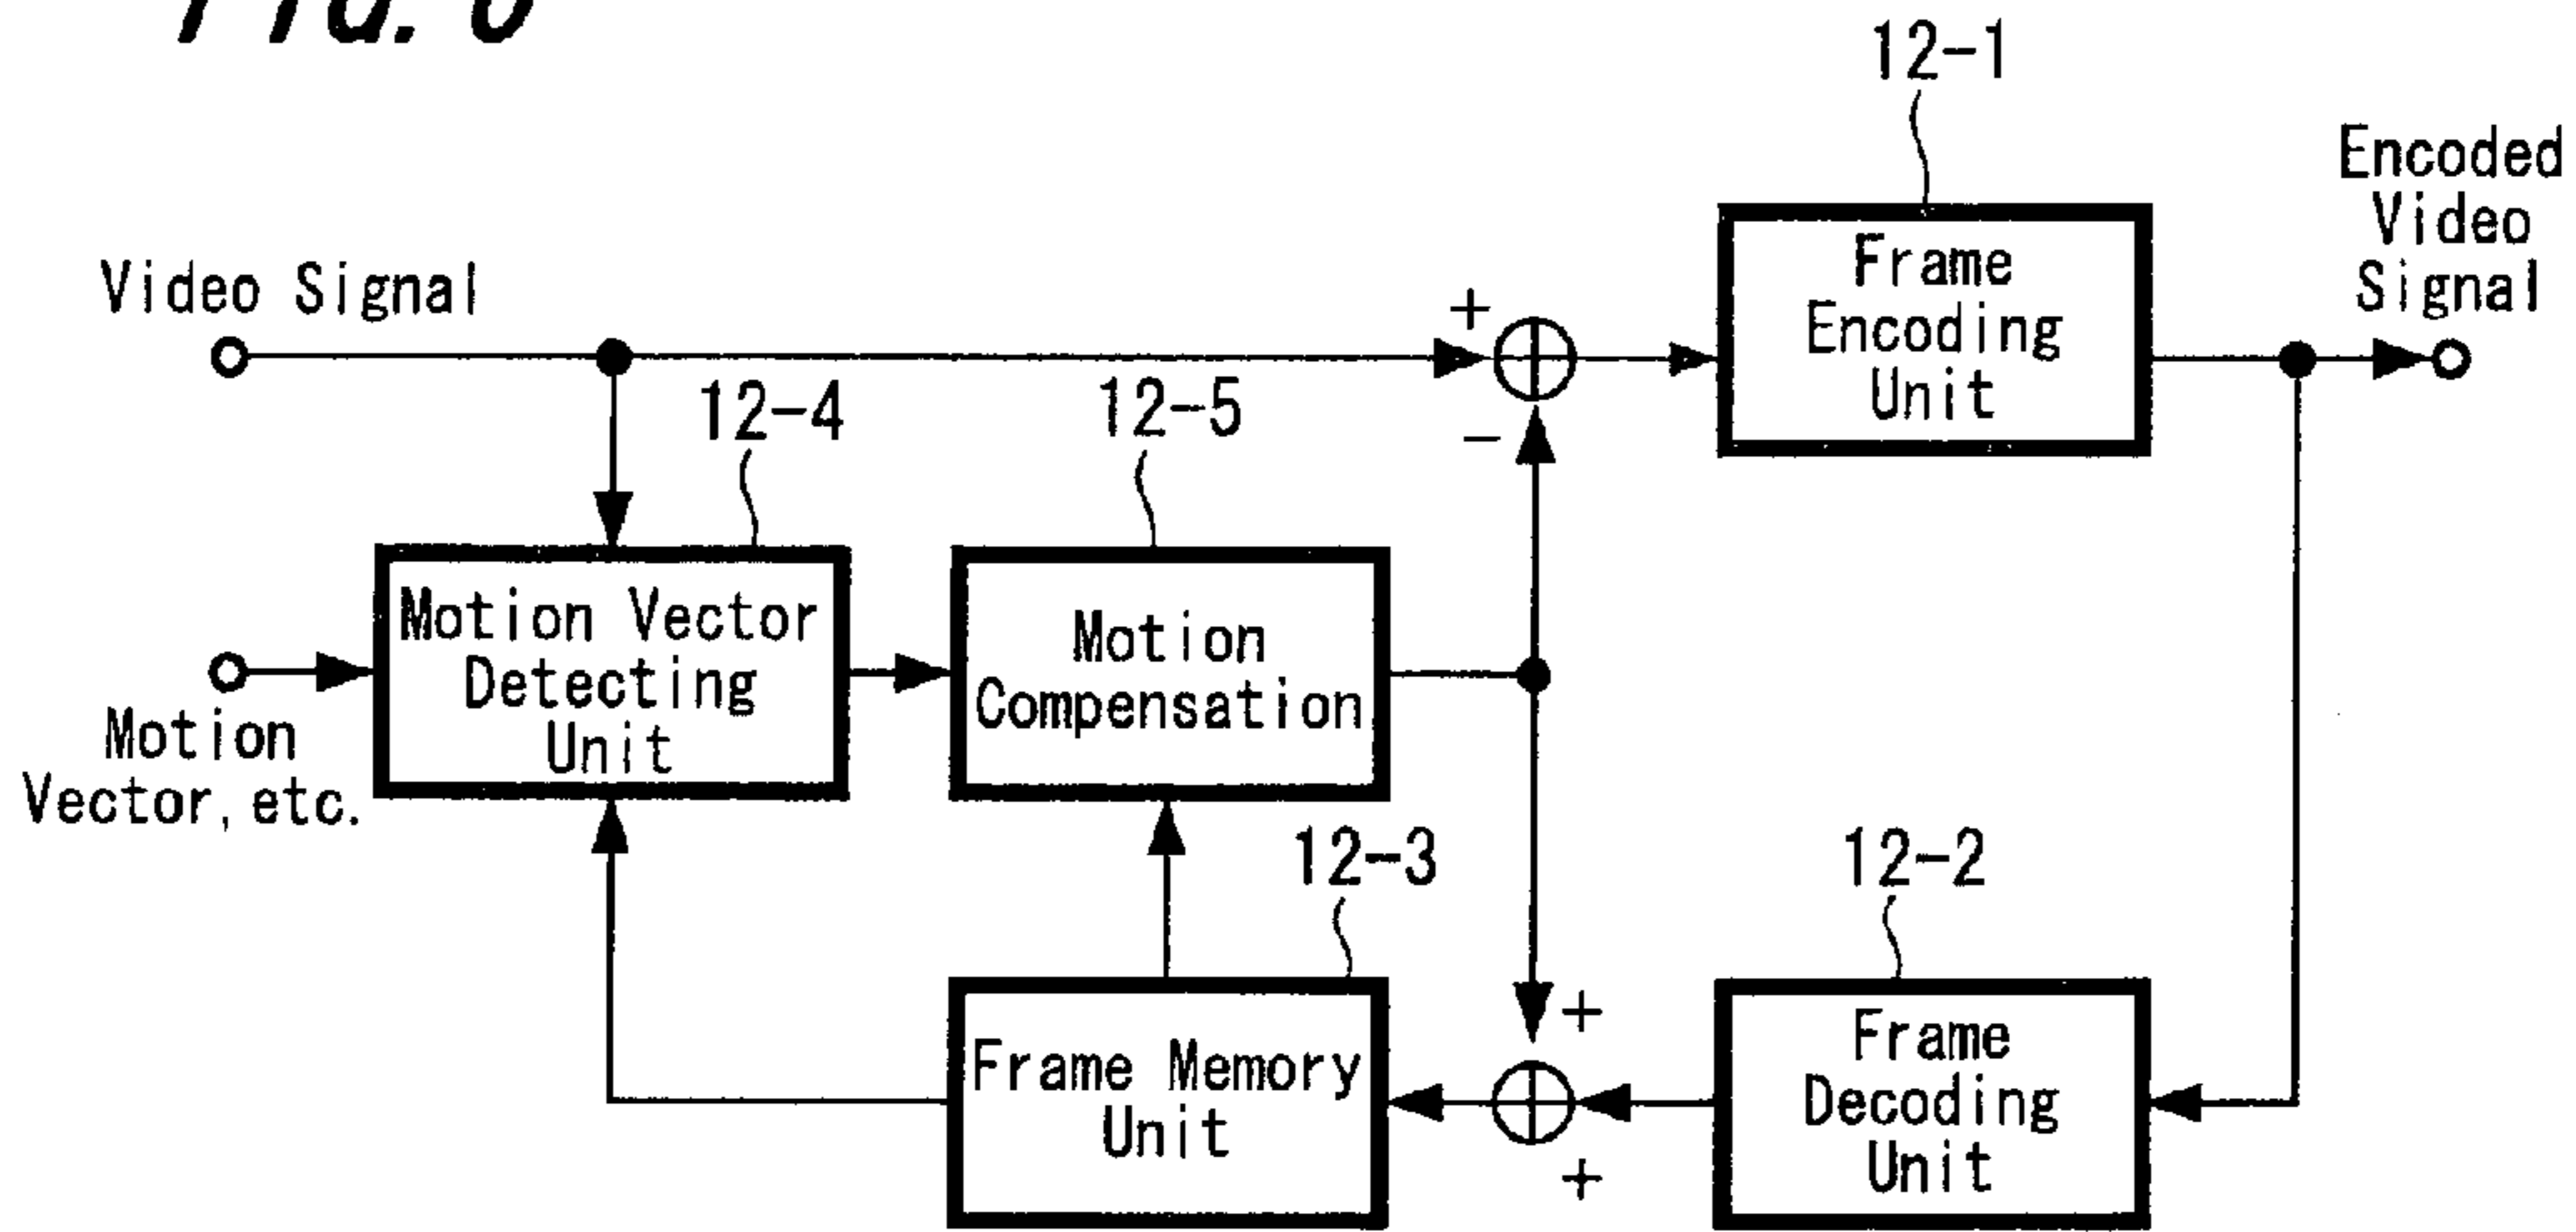 12-1
Encoded
Video
Signal
Video Signal
+
Frame
Encoding
Unit
12-4
12-5
-
Motion Vector
Detecting
Unit
Motion
Compensation
Motion
Vector, etc.
12-3
12-2
+
Frame Memory
Unit
Frame
Decoding
Unit
+